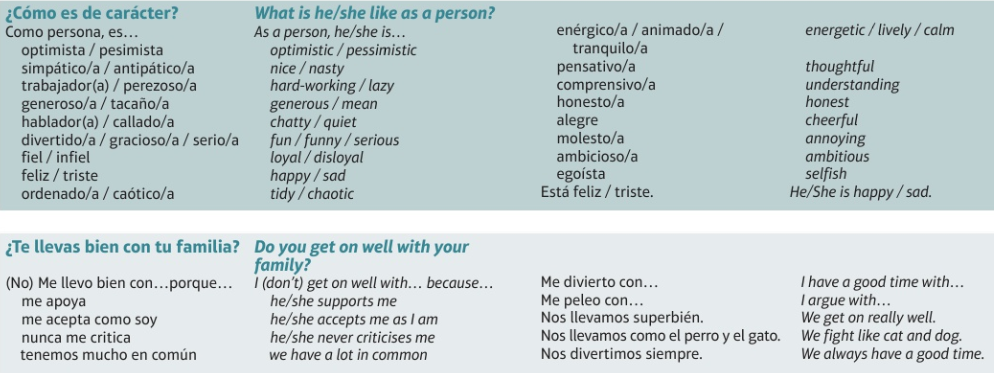 ¿Cómo es de carácter?
What is he/she like as a person?
Como persona, es…
As a person, he/she is…
optimista / pesimista
optimistic / pessimistic
simpático/a / antipático/a
nice / nasty
trabajador(a) / perezoso/a
hard-working / lazy
generoso/a / tacaño/a
generous / mean
hablador(a) / callado/a
chatty / quiet
divertido/a / gracioso/a / serio/a
fun / funny / serious
fiel / infiel
loyal / disloyal
feliz / triste
happy / sad
ordenado/a / caótico/a
tidy / chaotic
enérgico/a / animado/a /
tranquilo/a
energetic / lively / calm
pensativo/a
thoughtful
comprensivo/a
understanding
honesto/a
honest
alegre
cheerful
molesto/a
annoying
ambicioso/a
ambitious
egoísta
selfish
Está feliz / triste.
He/She is happy / sad.
¿Te llevas bien con tu familia?
Do you get on well with your
family?
(No) Me llevo bien con…porque…
I (don’t) get on well with… because…
me apoya
he/she supports me
me acepta como soy
he/she accepts me as I am
nunca me critica
he/she never criticises me
tenemos mucho en común
we have a lot in common
Me divierto con…
I have a good time with…
Me peleo con…
I argue with…
Nos llevamos superbién.
We get on really well.
Nos llevamos como el perro y el gato.
We fight like cat and dog.
Nos divertimos siempre.
We always have a good time.